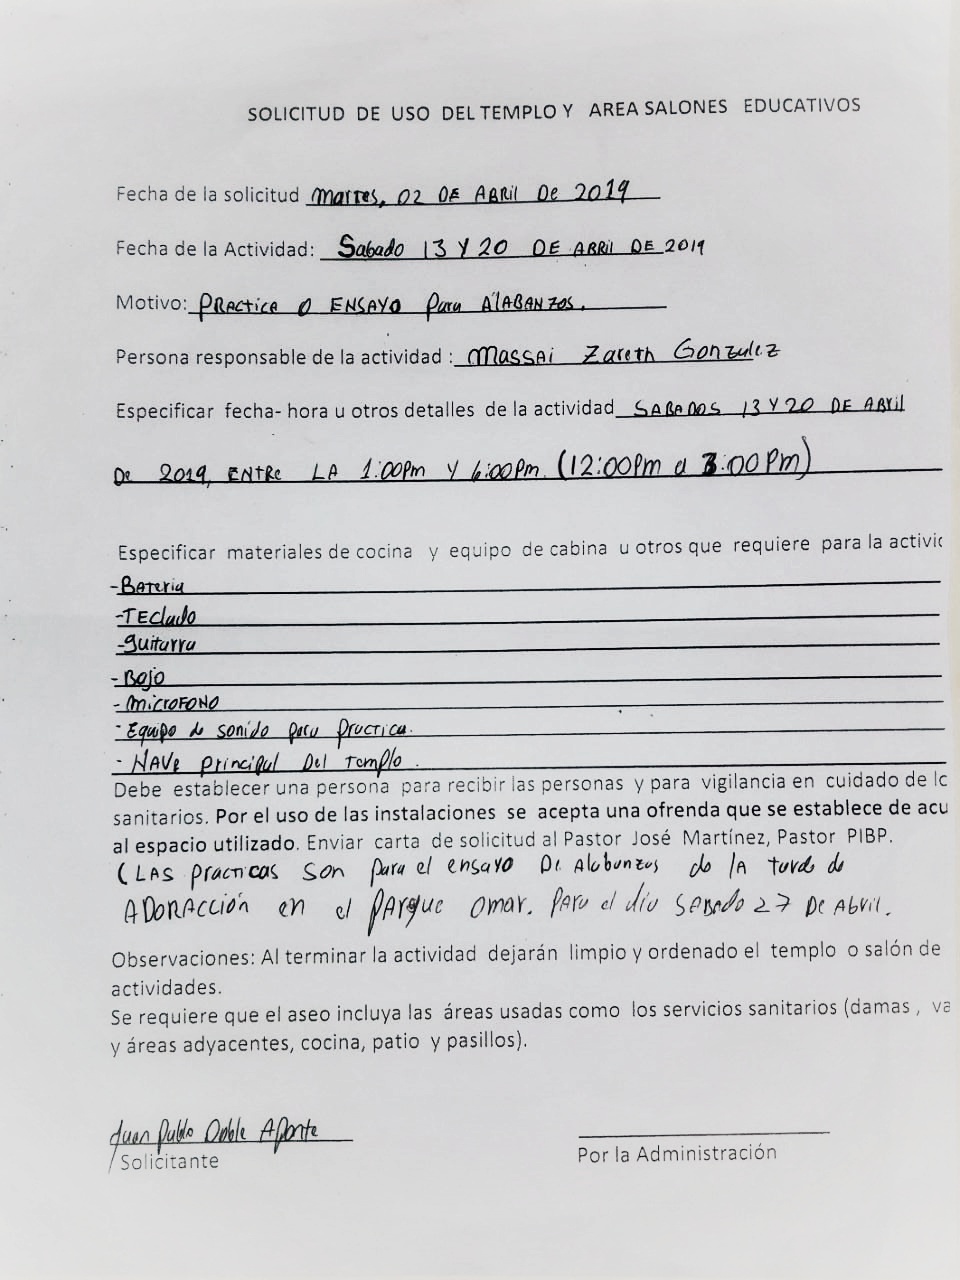 SOLICITUD DE USO DEL TEMPLO Y AREA SALONES EDUCATIVOS
Fecha de la solicitud Martes, 02 DE ABRil De 2019
Fecha de la Actividad: Sabado 13 Y 20 DE ABRil DE 2019
Motivo: PRACticA O ENSAYO Para AlABANZAS.
Persona responsable de la actividad : MASSAi Zareth Gonzalez
Especificar fecha- hora u otros detalles de la actividad SABADOS 13 Y 20 DE ABRil
De 2019, ENTRe LA 1:00Pm Y 6:00Pm. (12:00Pm a 3:00 Pm)
Especificar materiales de cocina y equipo de cabina u otros que requiere para la activic
-BAteria
-TEclado
-guitarra
-Bajo
-micrOFONO
-Equipo de sonido para practica.
-NAVe principal Del Templo.
Debe establecer una persona para recibir las personas y para vigilancia en cuidado de lc
sanitarios. Por el uso de las instalaciones se acepta una ofrenda que se establece de acu
al espacio utilizado. Enviar carta de solicitud al Pastor José Martínez, Pastor PIBP.
(LAS practicas son para el ensayo De Alabanzas de lA tarde de
ADORAcción en el pArque omar. PARa el día sabado 27 De Abril.
Observaciones: Al terminar la actividad dejarán limpio y ordenado el templo o salón de
actividades.
Se requiere que el aseo incluya las áreas usadas como los servicios sanitarios (damas , va
y áreas adyacentes, cocina, patio y pasillos).
Juan Pablo Doble Aponte
Solicitante
Por la Administración